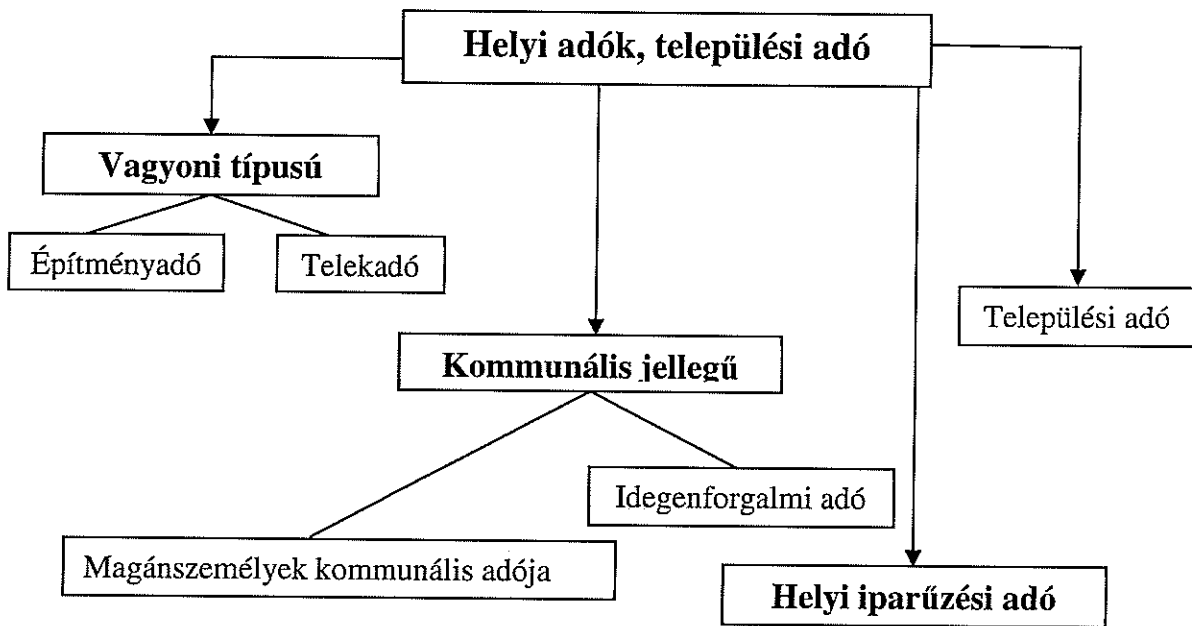 Helyi adók, települési adó
Vagyoni típusú
Építményadó
Telekadó
Települési adó
Kommunális jellegű
Idegenforgalmi adó
Magánszemélyek kommunális adója
Helyi iparűzési adó